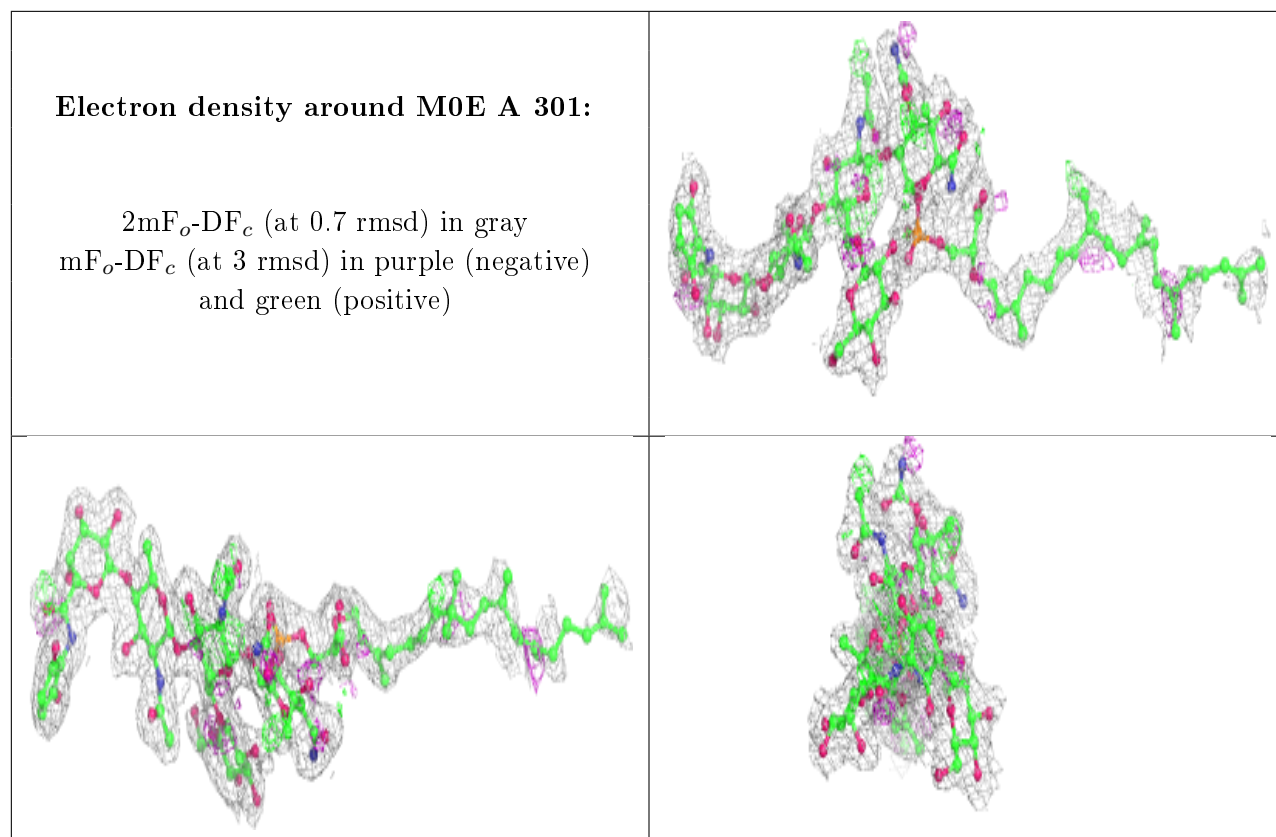 Electron density around M0E A 301:
2mFo-DFc (at 0.7 rmsd) in gray
mFo-DFc (at 3 rmsd) in purple (negative)
and green (positive)